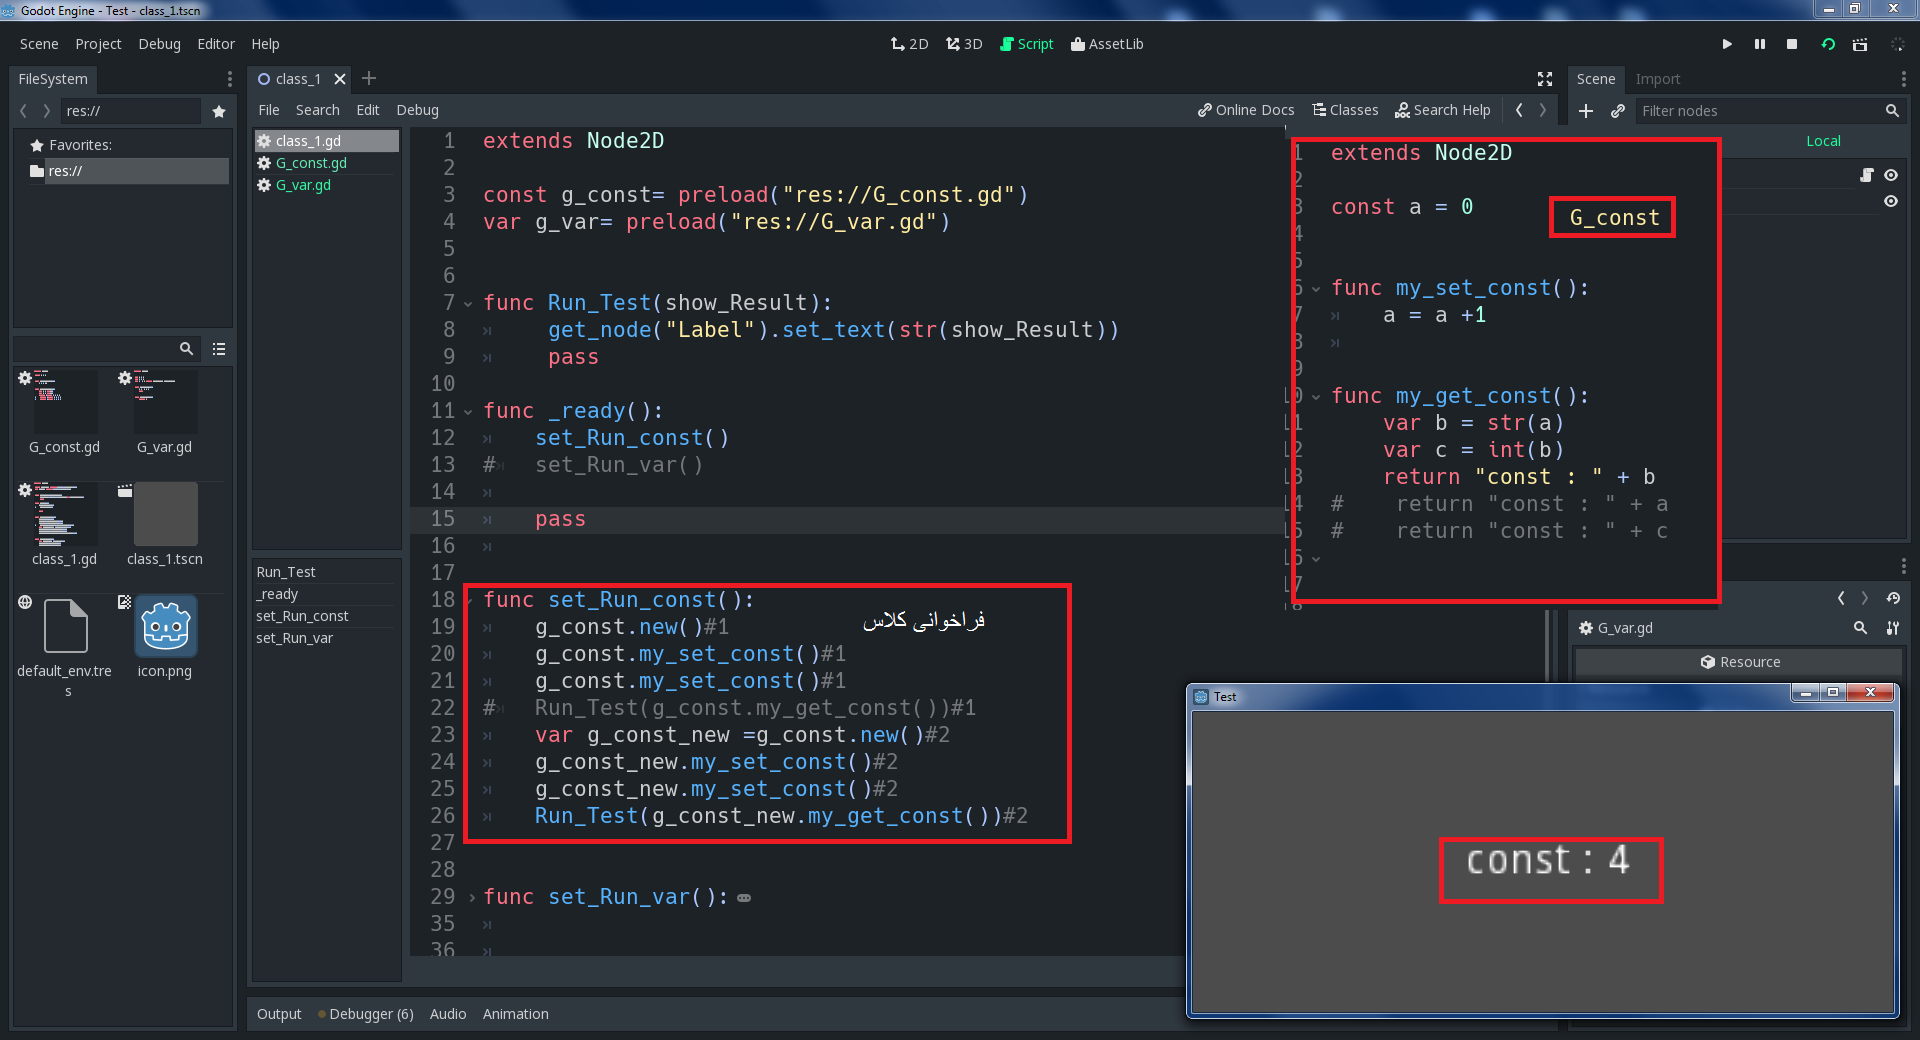 Godot Engine - Test - class_1.tscn
Scene Project Debug Editor Help
2D 3D Script AssetLib
FileSystem
res://
Favorites:
res://
G_const.gd
G_var.gd
class_1.gd
class_1.tscn
default_env.tres
icon.png
class_1
File Search Edit Debug
Online Docs Classes Search Help
class_1.gd
G_const.gd
G_var.gd
Run_Test
_ready
set_Run_const
set_Run_var
1 extends Node2D
2
3 const g_const= preload("res://G_const.gd")
4 var g_var= preload("res://G_var.gd")
5
6
7 func Run_Test(show_Result):
8 get_node("Label").set_text(str(show_Result))
9 pass
10
11 func _ready():
12 set_Run_const()
13 # set_Run_var()
14
15 pass
16
17
18 func set_Run_const():
فراخوانی کلاس
19 g_const.new()#1
20 g_const.my_set_const()#1
21 g_const.my_set_const()#1
22 # Run_Test(g_const.my_get_const())#1
23 var g_const_new =g_const.new()#2
24 g_const_new.my_set_const()#2
25 g_const_new.my_set_const()#2
26 Run_Test(g_const_new.my_get_const())#2
27
28
29 func set_Run_var():
35
36
1 extends Node2D
2
3 const a = 0
G_const
4
5
6 func my_set_const():
7 a = a +1
8
9
10 func my_get_const():
11 var b = str(a)
12 var c = int(b)
13 return "const : " + b
14 # return "const : " + a
15 # return "const : " + c
16
17
18
Scene Import
Filter nodes
Local
G_var.gd
Resource
Test
const : 4
Output Debugger (6) Audio Animation